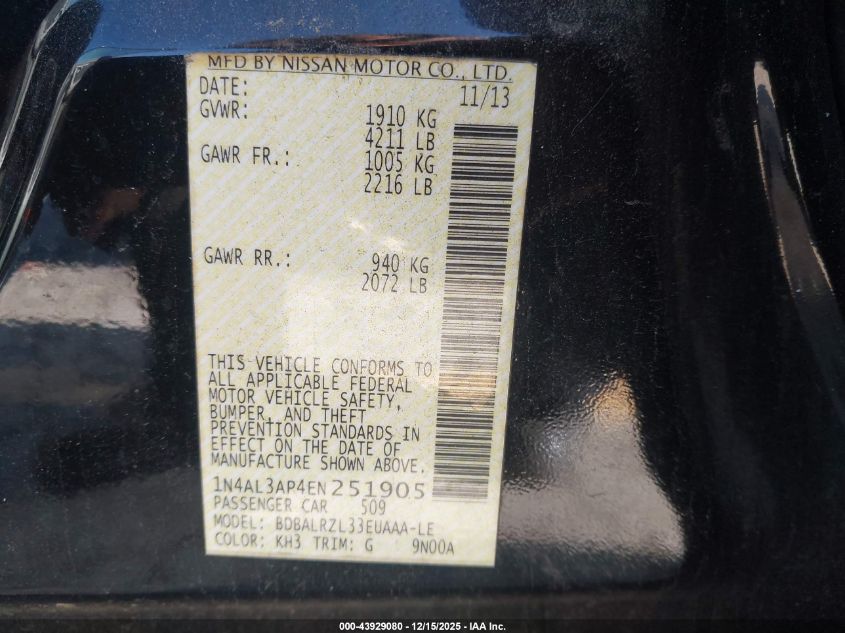 MFD BY NISSAN MOTOR CO., LTD.
DATE: 11/13
GVWR: 1910 KG
4211 LB
GAWR FR.: 1005 KG
2216 LB
GAWR RR.: 940 KG
2072 LB
THIS VEHICLE CONFORMS TO
ALL APPLICABLE FEDERAL
MOTOR VEHICLE SAFETY,
BUMPER, AND THEFT
PREVENTION STANDARDS IN
EFFECT ON THE DATE OF
MANUFACTURE SHOWN ABOVE.
1N4AL3AP4EN251905
PASSENGER CAR 509
MODEL: BDBALRZL33EUAAA-LE
COLOR: KH3 TRIM: G 9N00A
000-43929080 - 12/15/2025 - IAA Inc.